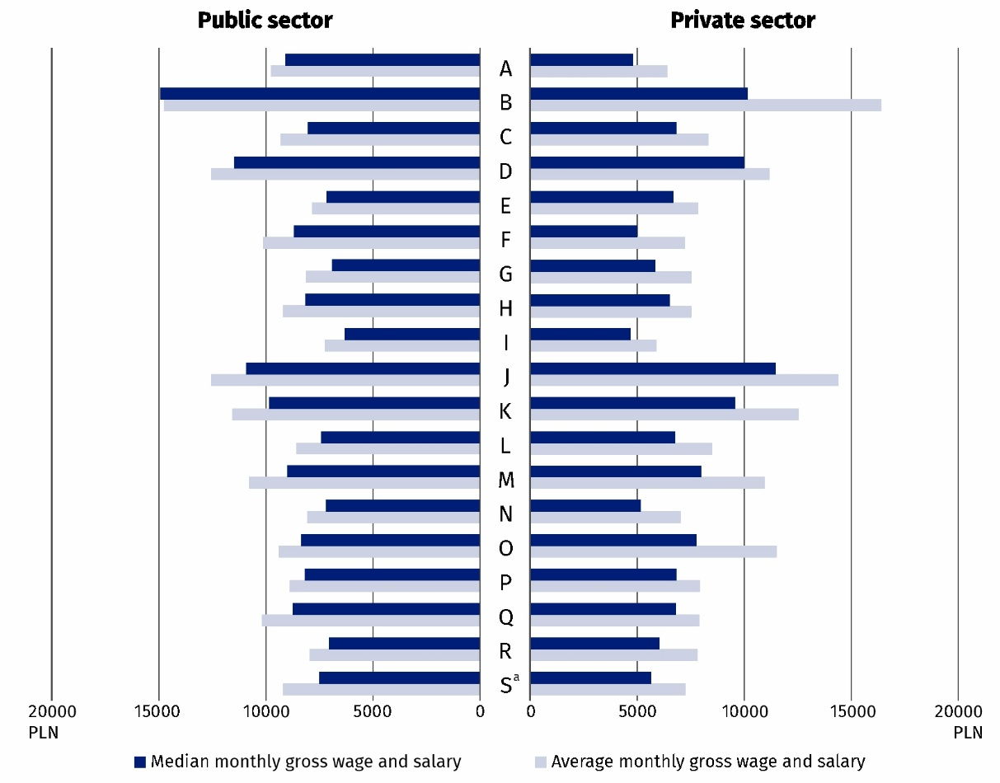 Public sector
Private sector
A
B
C
D
E
F
G
H
I
J
K
L
M
N
O
P
Q
R
Sª
20000 15000 10000 5000 0 0 5000 10000 15000 20000
PLN PLN
Median monthly gross wage and salary
Average monthly gross wage and salary